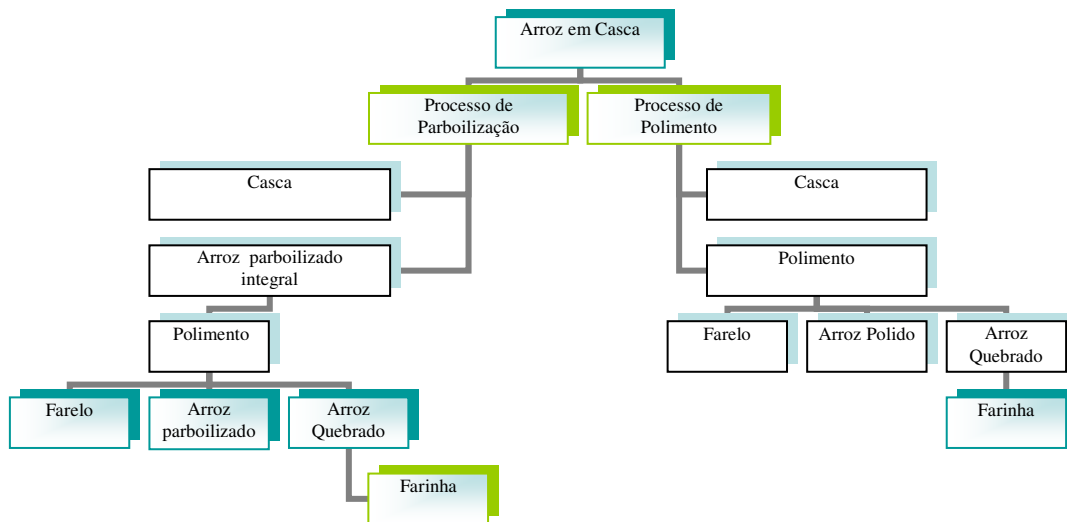 Arroz em Casca
Processo de
Parboilização
Processo de
Polimento
Casca
Casca
Arroz parboilizado
integral
Polimento
Polimento
Farelo
Arroz Polido
Arroz
Quebrado
Farelo
Arroz
parboilizado
Arroz
Quebrado
Farinha
Farinha